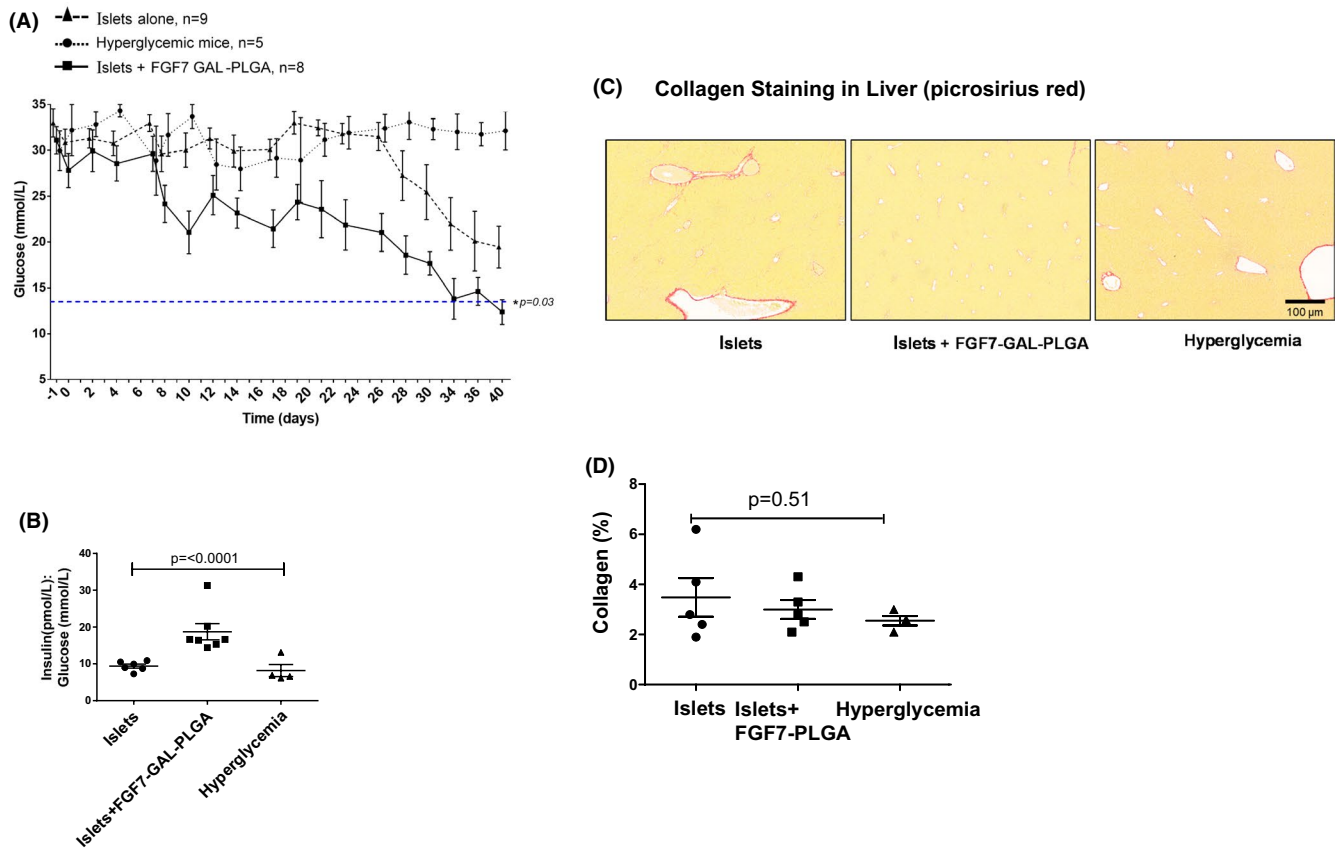 (A)
Islets alone, n=9
Hyperglycemic mice, n=5
Islets + FGF7 GAL-PLGA, n=8
Glucose (mmol/L)
35
30
25
20
15
10
5
*p=0.03
-1 0 2 4 6 8 10 12 14 16 18 20 22 24 26 28 30 34 36 40
Time (days)
(C) Collagen Staining in Liver (picrosirius red)
100 µm
Islets Islets + FGF7-GAL-PLGA Hyperglycemia
(B)
Insulin(pmol/L):
Glucose (mmol/L)
40
30
20
10
0
p=<0.0001
Islets
Islets+FGF7-GAL-PLGA
Hyperglycemia
(D)
Collagen (%)
8
6
4
2
0
p=0.51
Islets Islets+ Hyperglycemia
FGF7-PLGA